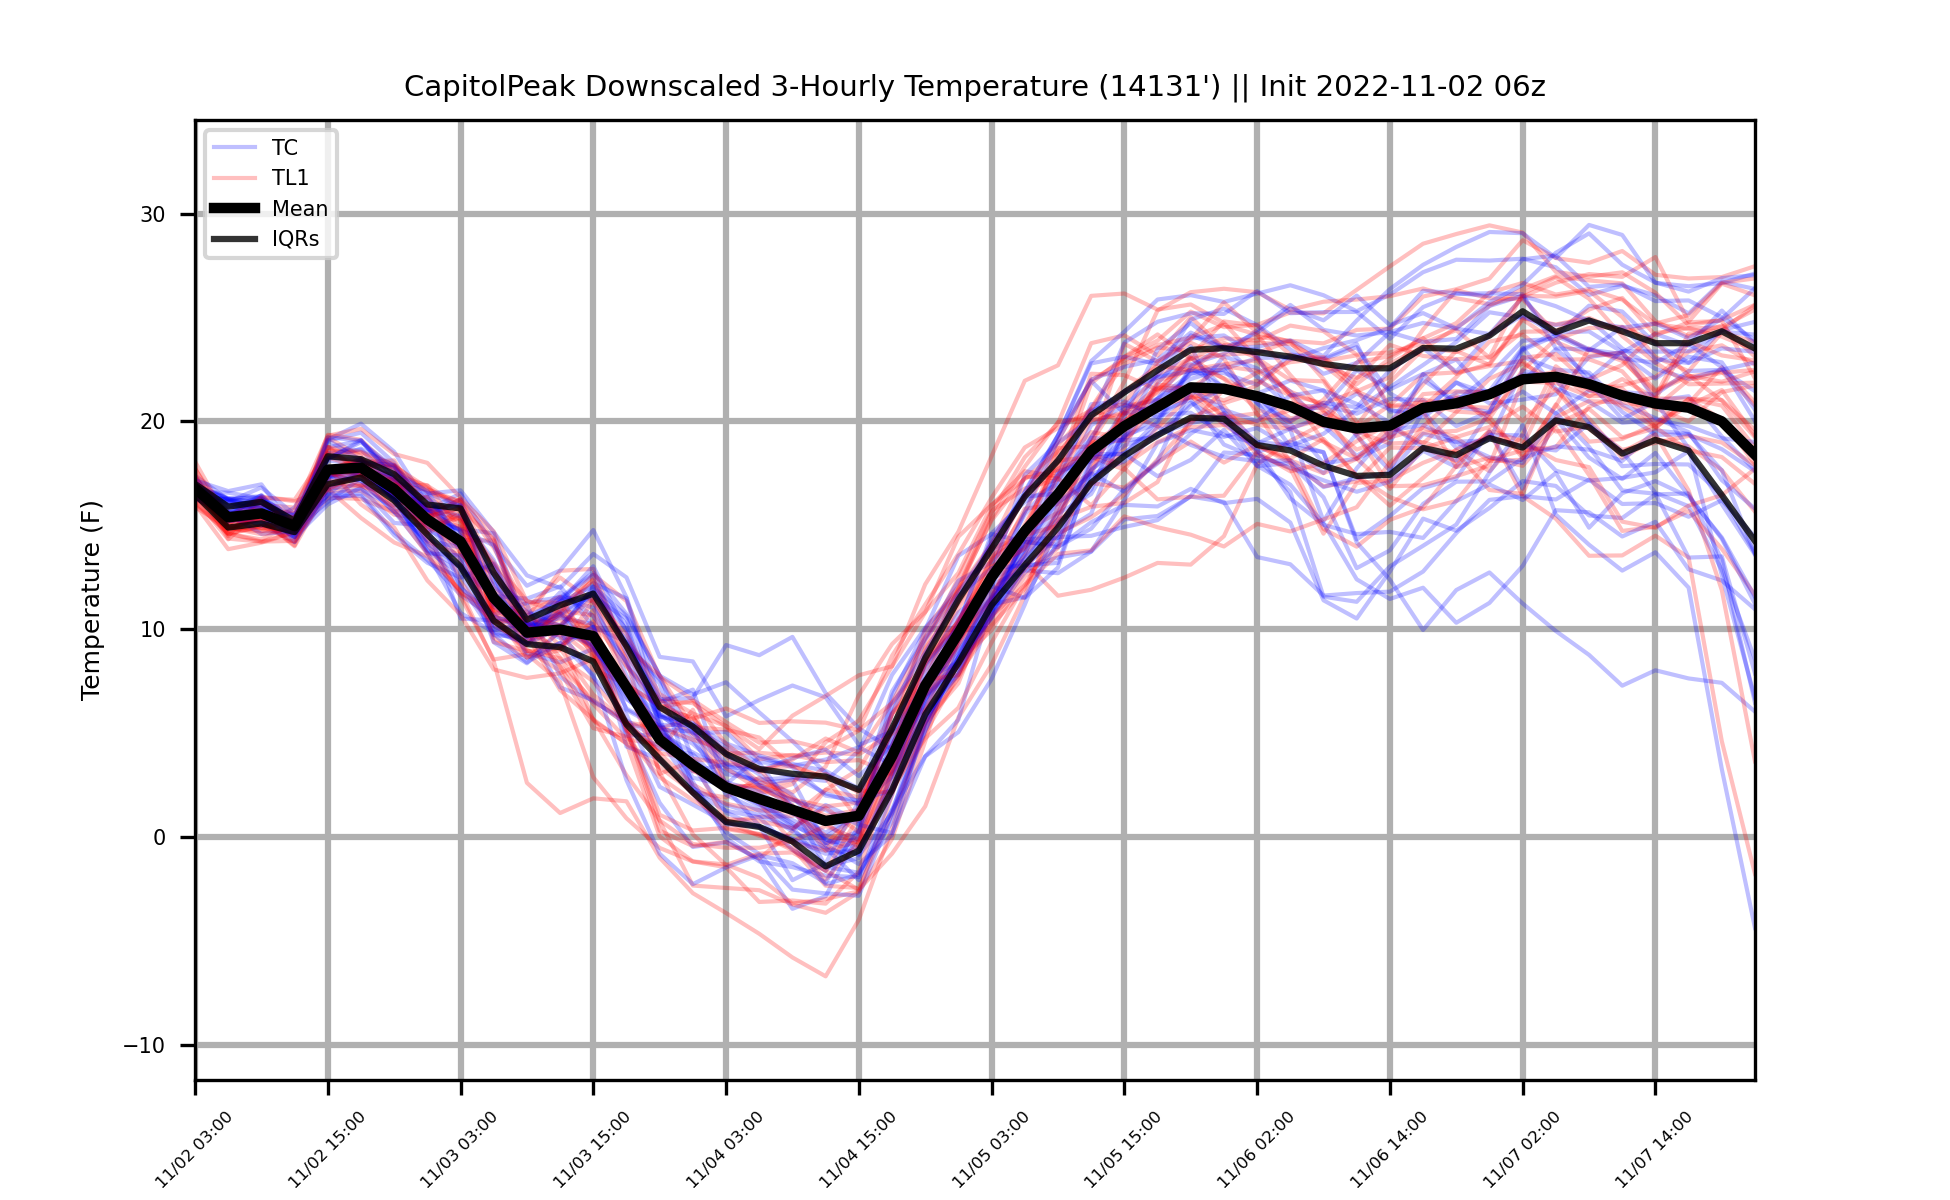 CapitolPeak Downscaled 3-Hourly Temperature (14131') || Init 2022-11-02 06z
TC
TL1
Mean
IQRs
Temperature (F)
30
20
10
0
−10
11/02 03:00
11/02 15:00
11/03 03:00
11/03 15:00
11/04 03:00
11/04 15:00
11/05 03:00
11/05 15:00
11/06 02:00
11/06 14:00
11/07 02:00
11/07 14:00